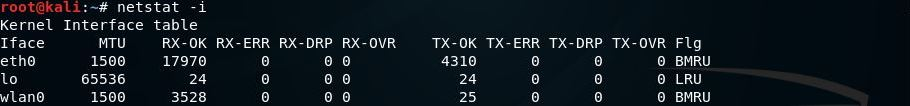 root@kali:~# netstat -i
Kernel Interface table
Iface      MTU    RX-OK RX-ERR RX-DRP RX-OVR    TX-OK TX-ERR TX-DRP TX-OVR Flg
eth0      1500    17970      0      0 0          4310      0      0      0 BMRU
lo       65536       24      0      0 0            24      0      0      0 LRU
wlan0     1500     3528      0      0 0            25      0      0      0 BMRU